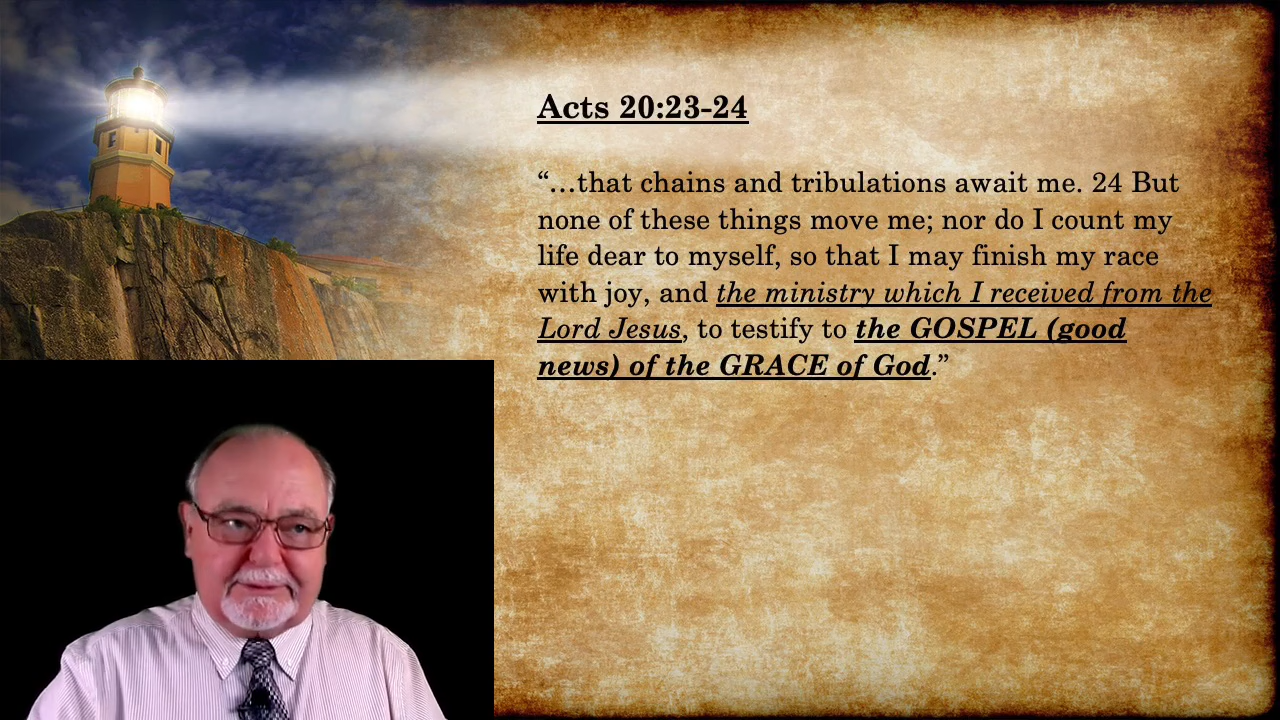 Acts 20:23-24
“…that chains and tribulations await me. 24 But
none of these things move me; nor do I count my
life dear to myself, so that I may finish my race
with joy, and the ministry which I received from the
Lord Jesus, to testify to the GOSPEL (good
news) of the GRACE of God.”